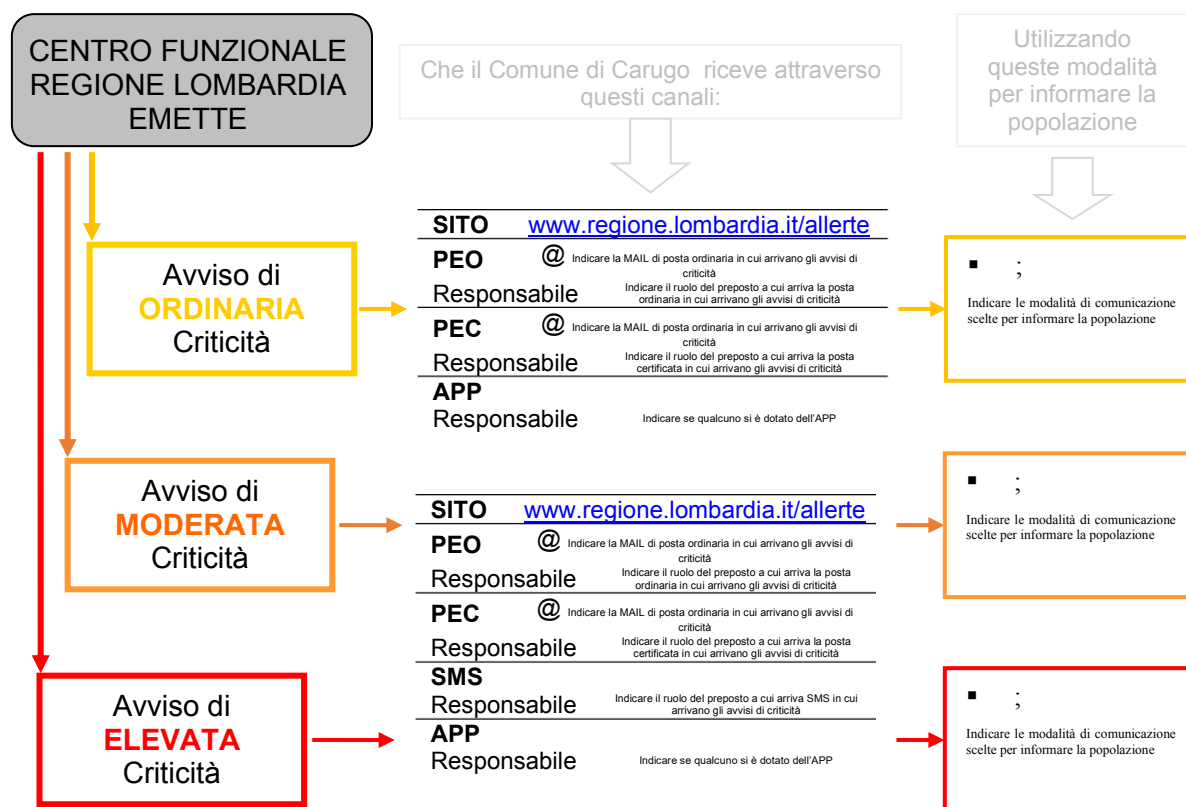 CENTRO FUNZIONALE
REGIONE LOMBARDIA
EMETTE
Che il Comune di Carugo riceve attraverso
questi canali:
Utilizzando
queste modalità
per informare la
popolazione
Avviso di
ORDINARIA
Criticità
SITO www.regione.lombardia.it/allerte
PEO @ Indicare la MAIL di posta ordinaria in cui arrivano gli avvisi di
criticità
Responsabile Indicare il ruolo del preposto a cui arriva la posta
ordinaria in cui arrivano gli avvisi di criticità
PEC @ Indicare la MAIL di posta ordinaria in cui arrivano gli avvisi di
criticità
Responsabile Indicare il ruolo del preposto a cui arriva la posta
certificata in cui arrivano gli avvisi di criticità
APP
Responsabile Indicare se qualcuno si è dotato dell'APP
▪ ;
Indicare le modalità di comunicazione
scelte per informare la popolazione
Avviso di
MODERATA
Criticità
SITO www.regione.lombardia.it/allerte
PEO @ Indicare la MAIL di posta ordinaria in cui arrivano gli avvisi di
criticità
Responsabile Indicare il ruolo del preposto a cui arriva la posta
ordinaria in cui arrivano gli avvisi di criticità
PEC @ Indicare la MAIL di posta ordinaria in cui arrivano gli avvisi di
criticità
Responsabile Indicare il ruolo del preposto a cui arriva la posta
certificata in cui arrivano gli avvisi di criticità
SMS
Responsabile Indicare il ruolo del preposto a cui arriva SMS in cui
arrivano gli avvisi di criticità
APP
Responsabile Indicare se qualcuno si è dotato dell'APP
▪ ;
Indicare le modalità di comunicazione
scelte per informare la popolazione
Avviso di
ELEVATA
Criticità
▪ ;
Indicare le modalità di comunicazione
scelte per informare la popolazione